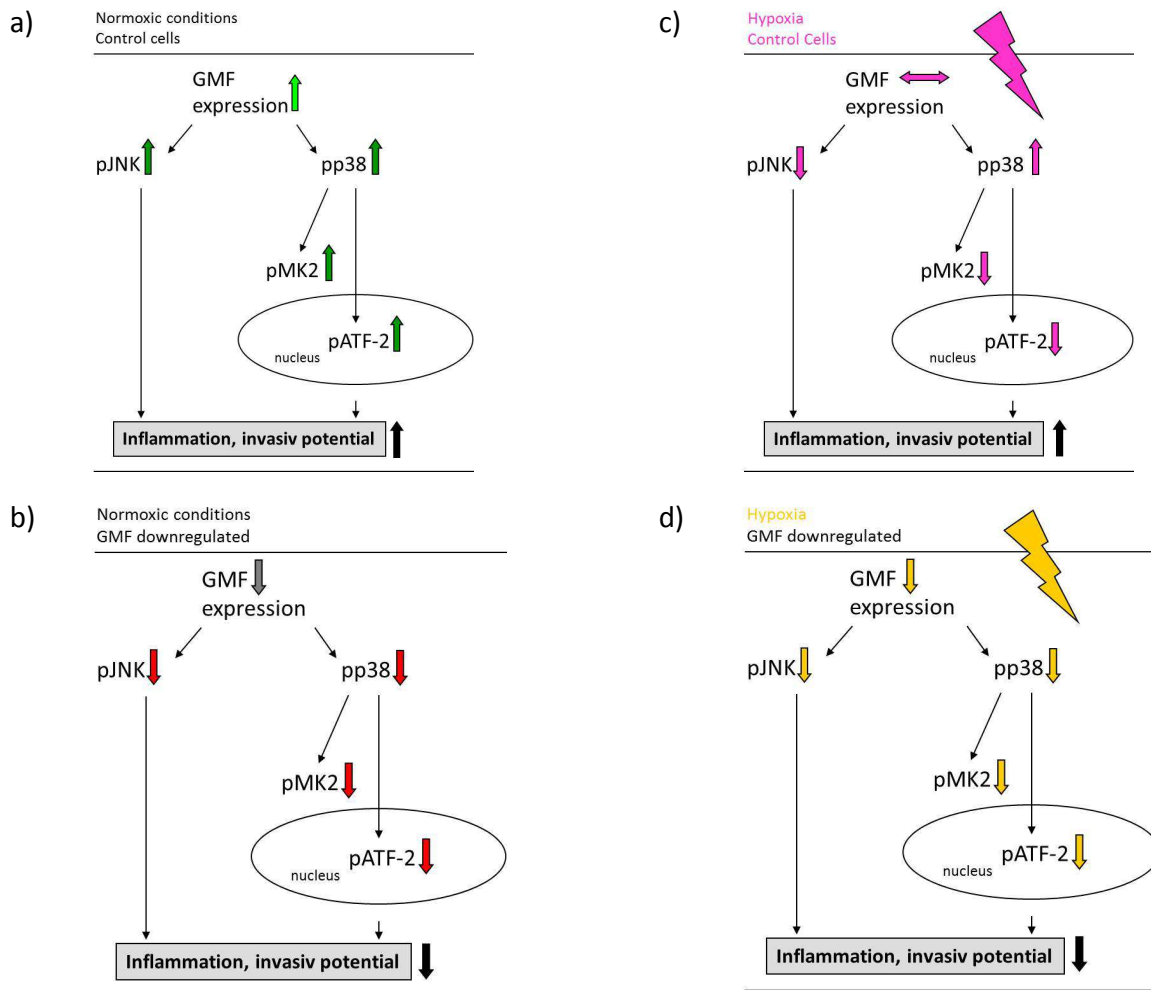 a)
Normoxic conditions
Control cells
GMF
expression
pJNK
pp38
pMK2
pATF-2
nucleus
Inflammation, invasiv potential
b)
Normoxic conditions
GMF downregulated
GMF
expression
pJNK
pp38
pMK2
pATF-2
nucleus
Inflammation, invasiv potential
c)
Hypoxia
Control Cells
GMF
expression
pJNK
pp38
pMK2
pATF-2
nucleus
Inflammation, invasiv potential
d)
Hypoxia
GMF downregulated
GMF
expression
pJNK
pp38
pMK2
pATF-2
nucleus
Inflammation, invasiv potential